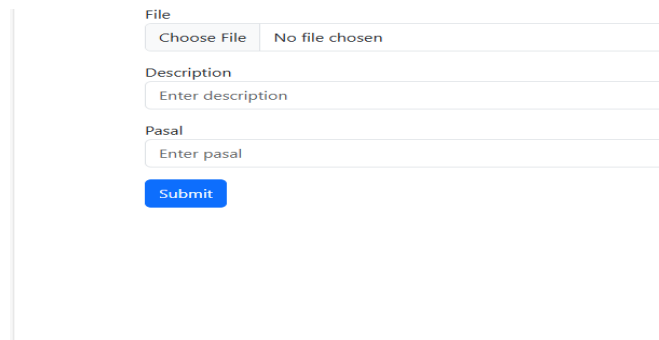 File
Choose File No file chosen
Description
Enter description
Pasal
Enter pasal
Submit